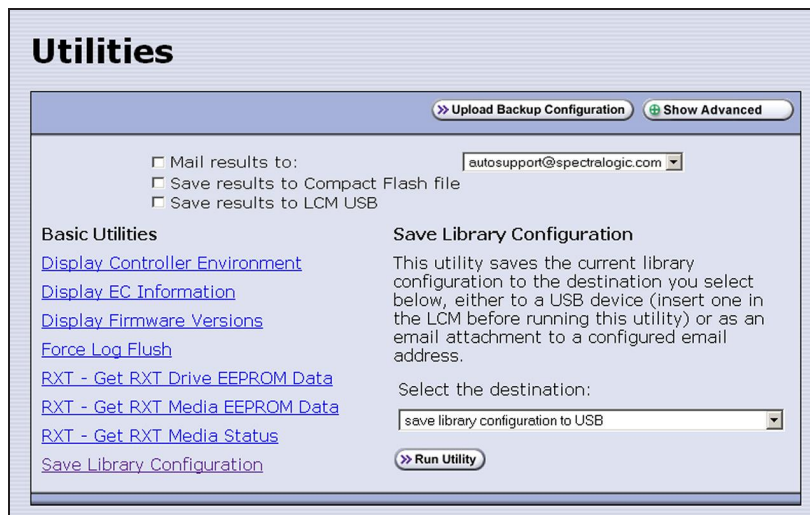 Utilities
Upload Backup Configuration
Show Advanced
Mail results to:
autosupport@spectralogic.com
Save results to Compact Flash file
Save results to LCM USB
Basic Utilities
Display Controller Environment
Display EC Information
Display Firmware Versions
Force Log Flush
RXT - Get RXT Drive EEPROM Data
RXT - Get RXT Media EEPROM Data
RXT - Get RXT Media Status
Save Library Configuration
Save Library Configuration
This utility saves the current library
configuration to the destination you select
below, either to a USB device (insert one in
the LCM before running this utility) or as an
email attachment to a configured email
address.
Select the destination:
save library configuration to USB
Run Utility